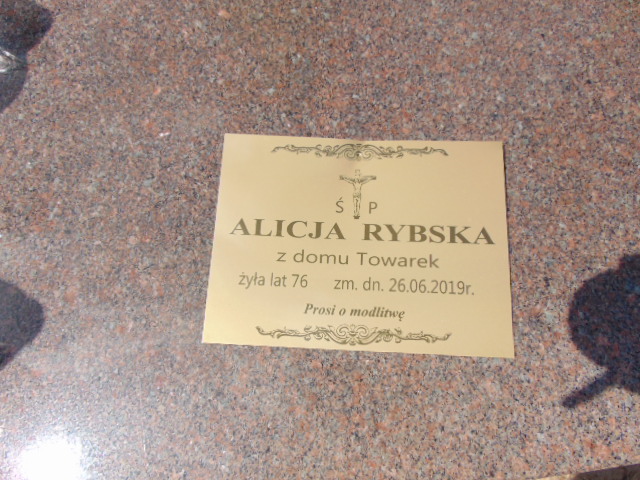 Ś P
ALICJA RYBSKA
z domu Towarek
żyła lat 76 zm. dn. 26.06.2019r.
Prosi o modlitwę